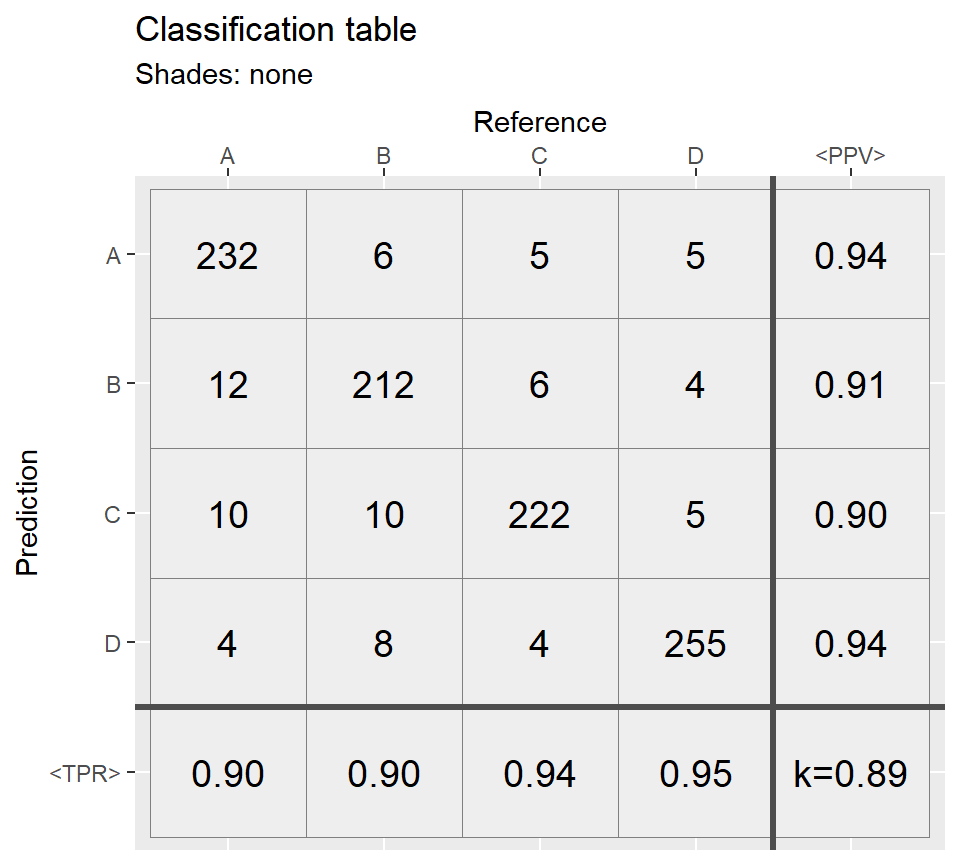 Classification table
Shades: none
Reference
A B C D <PPV>
A 232 6 5 5 0.94
B 12 212 6 4 0.91
C 10 10 222 5 0.90
D 4 8 4 255 0.94
<TPR> 0.90 0.90 0.94 0.95 k=0.89
Prediction